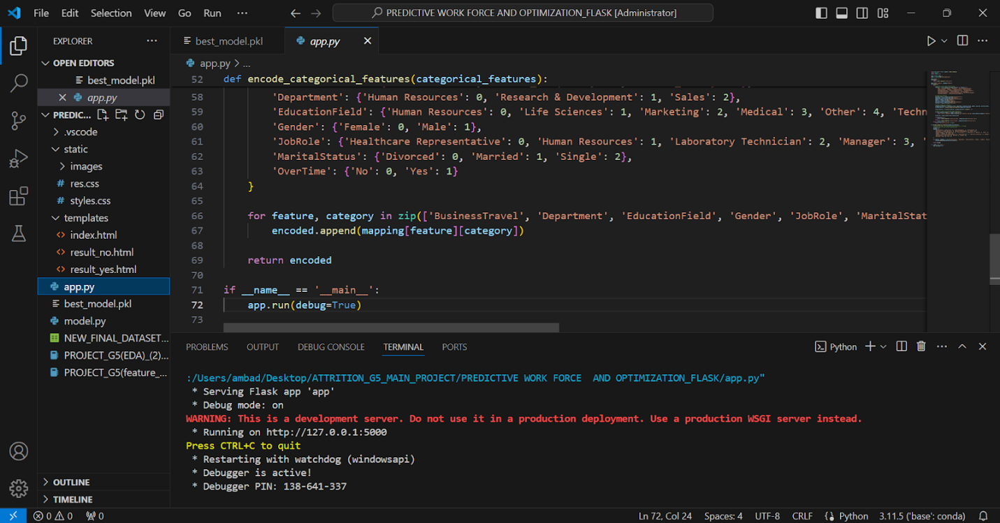 File Edit Selection View Go Run ··· PREDICTIVE WORK FORCE AND OPTIMIZATION_FLASK [Administrator]
EXPLORER
OPEN EDITORS
best_model.pkl
app.py
PREDIC...
.vscode
static
images
res.css
styles.css
templates
index.html
result_no.html
result_yes.html
app.py
best_model.pkl
model.py
NEW_FINAL_DATASET...
PROJECT_G5(EDA)_(2)...
PROJECT_G5(feature_...
OUTLINE
TIMELINE
best_model.pkl app.py
app.py > ...
52 def encode_categorical_features(categorical_features):
58 'Department': {'Human Resources': 0, 'Research & Development': 1, 'Sales': 2},
59 'EducationField': {'Human Resources': 0, 'Life Sciences': 1, 'Marketing': 2, 'Medical': 3, 'Other': 4, 'Techn
60 'Gender': {'Female': 0, 'Male': 1},
61 'JobRole': {'Healthcare Representative': 0, 'Human Resources': 1, 'Laboratory Technician': 2, 'Manager': 3, '
62 'MaritalStatus': {'Divorced': 0, 'Married': 1, 'Single': 2},
63 'OverTime': {'No': 0, 'Yes': 1}
64 }
65
66 for feature, category in zip(['BusinessTravel', 'Department', 'EducationField', 'Gender', 'JobRole', 'MaritalStat
67 encoded.append(mapping[feature][category])
68
69 return encoded
70
71 if __name__ == '__main__':
72 app.run(debug=True)
73
PROBLEMS OUTPUT DEBUG CONSOLE TERMINAL PORTS Python
:/Users/ambad/Desktop/ATTRITION_G5_MAIN_PROJECT/PREDICTIVE WORK FORCE  AND OPTIMIZATION_FLASK/app.py"
* Serving Flask app 'app'
* Debug mode: on
WARNING: This is a development server. Do not use it in a production deployment. Use a production WSGI server instead.
* Running on http://127.0.0.1:5000
Press CTRL+C to quit
* Restarting with watchdog (windowsapi)
* Debugger is active!
* Debugger PIN: 138-641-337
0 0 0 Ln 72, Col 24 Spaces: 4 UTF-8 CRLF Python 3.11.5 ('base': conda)